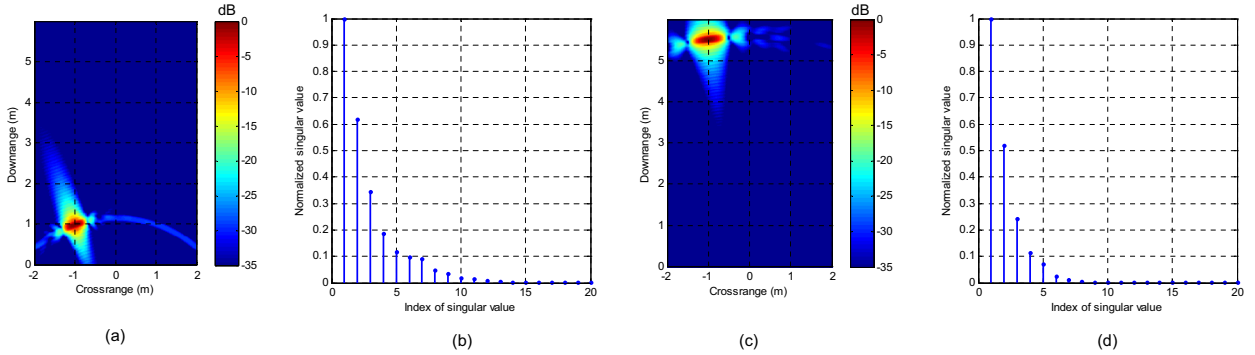 dB
0
-5
-10
-15
-20
-25
-30
-35
5
4
3
2
1
0
-2 -1 0 1 2
Downrange (m)
Crossrange (m)
(a)
1
0.9
0.8
0.7
0.6
0.5
0.4
0.3
0.2
0.1
0
0 5 10 15 20
Normalized singular value
Index of singular value
(b)
dB
0
-5
-10
-15
-20
-25
-30
-35
5
4
3
2
1
0
-2 -1 0 1 2
Downrange (m)
Crossrange (m)
(c)
1
0.9
0.8
0.7
0.6
0.5
0.4
0.3
0.2
0.1
0
0 5 10 15 20
Normalized singular value
Index of singular value
(d)